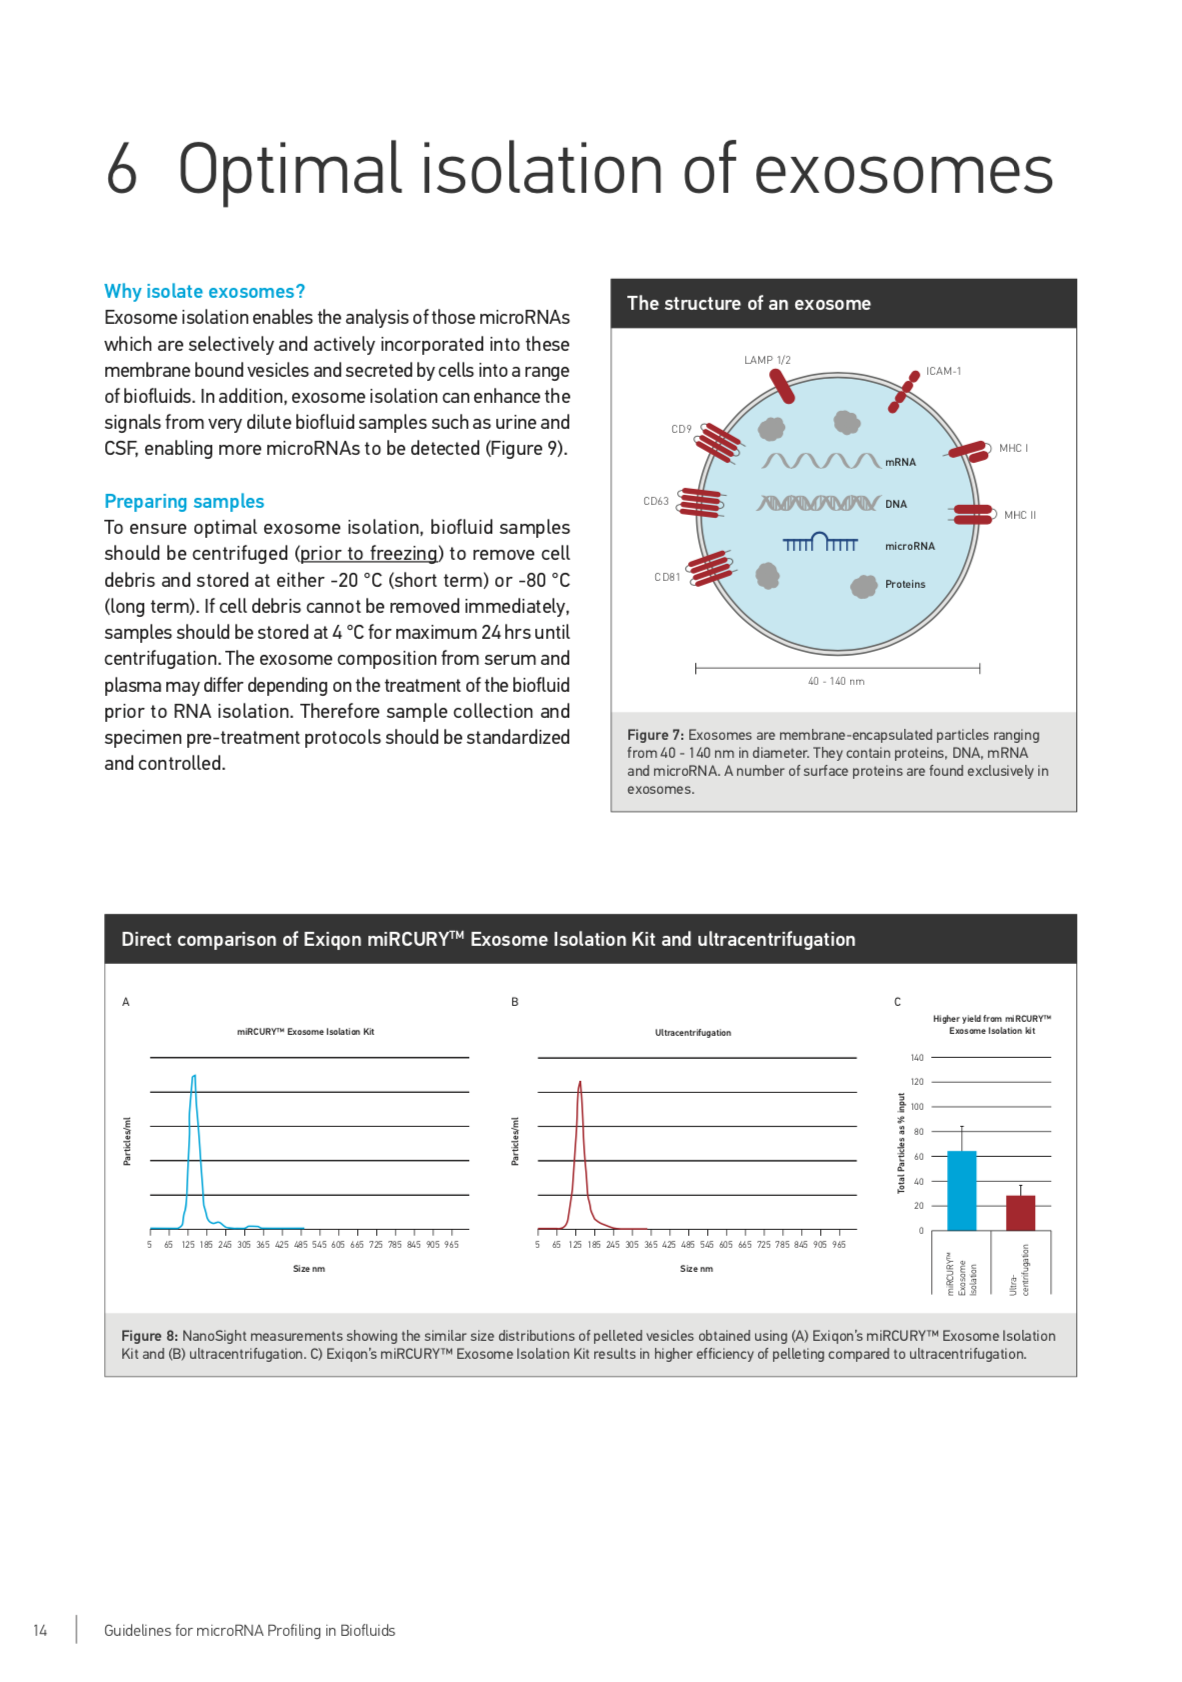 6 Optimal isolation of exosomes
Why isolate exosomes?
Exosome isolation enables the analysis of those microRNAs
which are selectively and actively incorporated into these
membrane bound vesicles and secreted by cells into a range
of biofluids. In addition, exosome isolation can enhance the
signals from very dilute biofluid samples such as urine and
CSF, enabling more microRNAs to be detected (Figure 9).
Preparing samples
To ensure optimal exosome isolation, biofluid samples
should be centrifuged (prior to freezing) to remove cell
debris and stored at either -20 °C (short term) or -80 °C
(long term). If cell debris cannot be removed immediately,
samples should be stored at 4 °C for maximum 24 hrs until
centrifugation. The exosome composition from serum and
plasma may differ depending on the treatment of the biofluid
prior to RNA isolation. Therefore sample collection and
specimen pre-treatment protocols should be standardized
and controlled.
The structure of an exosome
LAMP 1/2
ICAM-1
CD9
MHC I
mRNA
CD63
DNA
MHC II
microRNA
CD81
Proteins
40 - 140 nm
Figure 7: Exosomes are membrane-encapsulated particles ranging
from 40 - 140 nm in diameter. They contain proteins, DNA, mRNA
and microRNA. A number of surface proteins are found exclusively in
exosomes.
Direct comparison of Exiqon miRCURY™ Exosome Isolation Kit and ultracentrifugation
A
miRCURY™ Exosome Isolation Kit
Particles/ml
5 65 125 185 245 305 365 425 485 545 605 665 725 785 845 905 965
Size nm
B
Ultracentrifugation
Particles/ml
5 65 125 185 245 305 365 425 485 545 605 665 725 785 845 905 965
Size nm
C
Higher yield from miRCURY™
Exosome Isolation kit
Total Particles as % input
140
120
100
80
60
40
20
0
miRCURY™
Exosome
Isolation
Ultra-
centrifugation
Figure 8: NanoSight measurements showing the similar size distributions of pelleted vesicles obtained using (A) Exiqon’s miRCURY™ Exosome Isolation
Kit and (B) ultracentrifugation. C) Exiqon’s miRCURY™ Exosome Isolation Kit results in higher efficiency of pelleting compared to ultracentrifugation.
14
Guidelines for microRNA Profiling in Biofluids